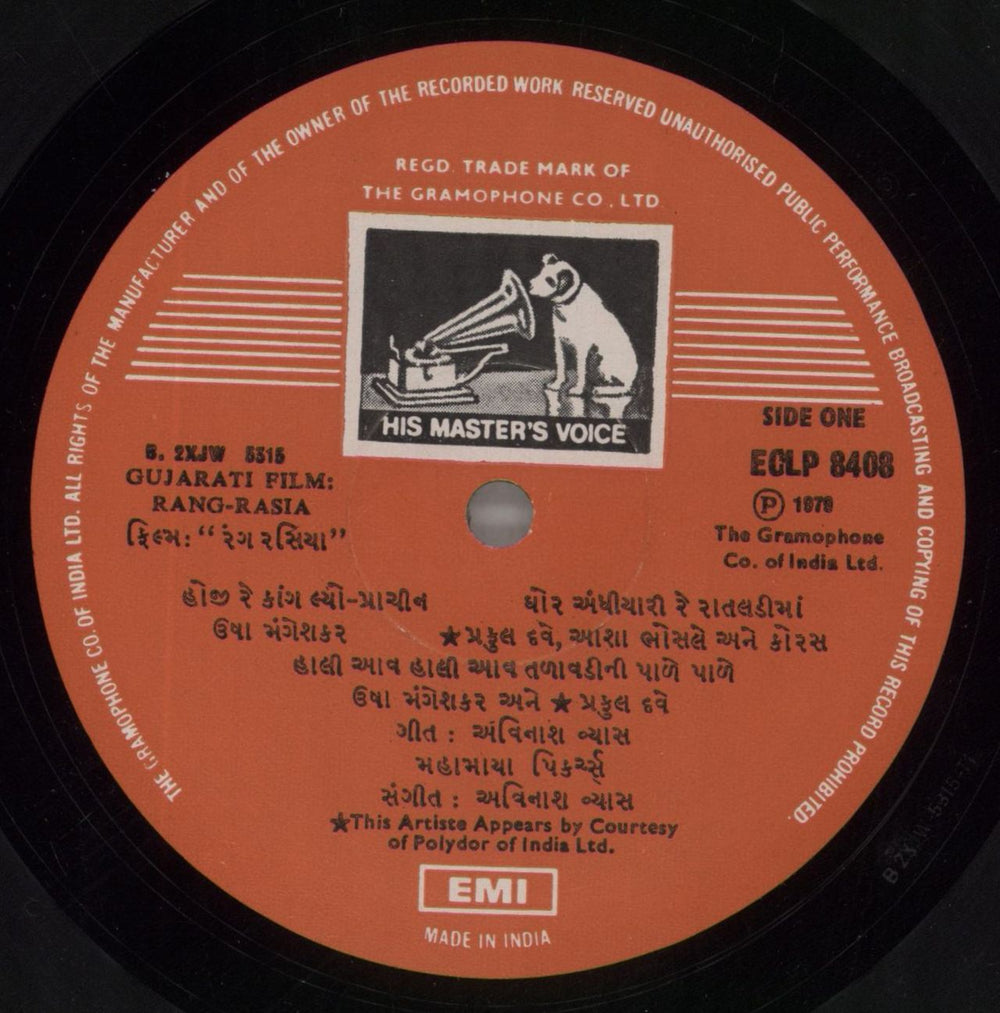 THE GRAMOPHONE CO. OF INDIA LTD. ALL RIGHTS OF THE MANUFACTURER AND OF THE OWNER OF THE RECORDED WORK RESERVED UNAUTHORISED PUBLIC PERFORMANCE BROADCASTING AND COPYING OF THIS RECORD PROHIBITED.
REGD. TRADE MARK OF
THE GRAMOPHONE CO., LTD
HIS MASTER'S VOICE
SIDE ONE
ECLP 8408
Ⓟ 1979
The Gramophone
Co. of India Ltd.
2XJW 5315
GUJARATI FILM:
RANG-RASIA
ફિલ્મ: “રંગ રસિયા”
હોજી રે કાંગ લ્યો-પ્રાચીન
ઉષા મંગેશકર
ઘોર અંધીયારી રે રાતલડીમાં
★પ્રફુલ દવે, આશા ભોસલે અને કોરસ
હાલી આવ હાલી આવ તળાવડીની પાળે પાળે
ઉષા મંગેશકર અને ★ પ્રફુલ દવે
ગીત : અવિનાશ વ્યાસ
મહામાયા પિક્ચર્સ
સંગીત : અવિનાશ વ્યાસ
★This Artiste Appears by Courtesy
of Polydor of India Ltd.
EMI
MADE IN INDIA